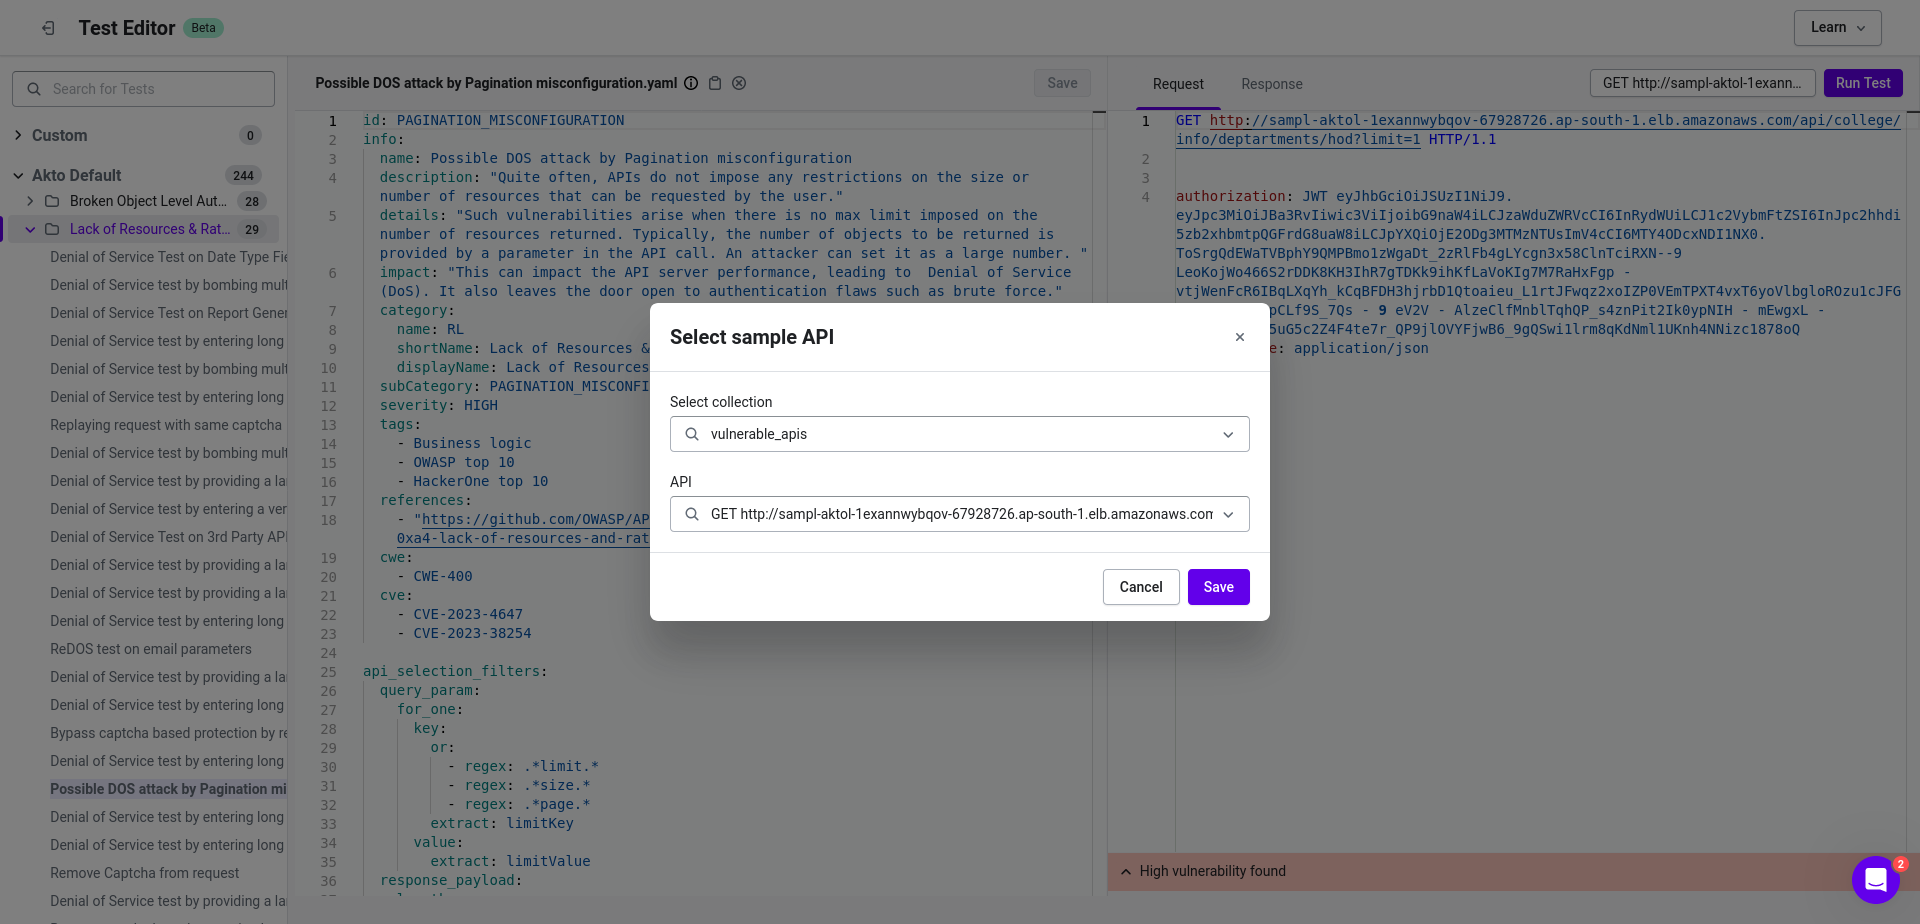 Test Editor Beta
Learn
Search for Tests
Custom 0
Akto Default 244
Broken Object Level Aut... 28
Lack of Resources & Rat... 29
Denial of Service Test on Date Type Fie
Denial of Service test by bombing mult
Denial of Service Test on Report Gener
Denial of Service test by entering long
Denial of Service test by bombing mult
Denial of Service test by entering long
Replaying request with same captcha
Denial of Service test by bombing mult
Denial of Service test by providing a la
Denial of Service test by entering a ver
Denial of Service Test on 3rd Party API
Denial of Service test by providing a la
Denial of Service test by providing a la
Denial of Service test by entering long
ReDOS test on email parameters
Denial of Service test by providing a la
Denial of Service test by entering long
Bypass captcha based protection by re
Denial of Service test by entering long
Possible DOS attack by Pagination mi
Denial of Service test by entering long
Denial of Service test by entering long
Remove Captcha from request
Denial of Service test by providing a la
Possible DOS attack by Pagination misconfiguration.yaml
Save
1 id: PAGINATION_MISCONFIGURATION
2 info:
3 name: Possible DOS attack by Pagination misconfiguration
4 description: "Quite often, APIs do not impose any restrictions on the size or
number of resources that can be requested by the user."
5 details: "Such vulnerabilities arise when there is no max limit imposed on the
number of resources returned. Typically, the number of objects to be returned is
provided by a parameter in the API call. An attacker can set it as a large number. "
6 impact: "This can impact the API server performance, leading to  Denial of Service
(DoS). It also leaves the door open to authentication flaws such as brute force."
7 category:
8 name: RL
9 shortName: Lack of Resources &
10 displayName: Lack of Resources
11 subCategory: PAGINATION_MISCONFI
12 severity: HIGH
13 tags:
14 - Business logic
15 - OWASP top 10
16 - HackerOne top 10
17 references:
18 - "https://github.com/OWASP/AP
0xa4-lack-of-resources-and-rat
19 cwe:
20 - CWE-400
21 cve:
22 - CVE-2023-4647
23 - CVE-2023-38254
24
25 api_selection_filters:
26 query_param:
27 for_one:
28 key:
29 or:
30 - regex: .*limit.*
31 - regex: .*size.*
32 - regex: .*page.*
33 extract: limitKey
34 value:
35 extract: limitValue
36 response_payload:
Request Response
GET http://sampl-aktol-1exann...
Run Test
1 GET http://sampl-aktol-1exannwybqov-67928726.ap-south-1.elb.amazonaws.com/api/college/
info/deptartments/hod?limit=1 HTTP/1.1
2
3
4 authorization: JWT eyJhbGciOiJSUzI1NiJ9.
eyJpc3MiOiJBa3RvIiwic3ViIjoibG9naW4iLCJzaWduZWRVcCI6InRydWUiLCJ1c2VybmFtZSI6InJpc2hhdi
5zb2xhbmtpQGFrdG8uaW8iLCJpYXQiOjE2ODg3MTMzNTUsImV4cCI6MTY4ODcxNDI1NX0.
ToSrgQdEWaTVBphY9QMPBmo1zWgaDt_2zRlFb4gLYcgn3x58ClnTciRXN--9
LeoKojWo466S2rDDK8KH3IhR7gTDKk9ihKfLaVoKIg7M7RaHxFgp -
vtjWenFcR6IBqLXqYh_kCqBFDH3hjrbD1Qtoaieu_L1rtJFwqz2xoIZP0VEmTPXT4vxT6yoVlbgloROzu1cJFG
pCLf9S_7Qs - 9 eV2V - AlzeClfMnblTqhQP_s4znPit2Ik0ypNIH - mEwgxL -
5uG5c2Z4F4te7r_QP9jlOVYFjwB6_9gQSwi1lrm8qKdNml1UKnh4NNizc1878oQ
e: application/json
Select sample API
Select collection
vulnerable_apis
API
GET http://sampl-aktol-1exannwybqov-67928726.ap-south-1.elb.amazonaws.com
Cancel Save
High vulnerability found
2